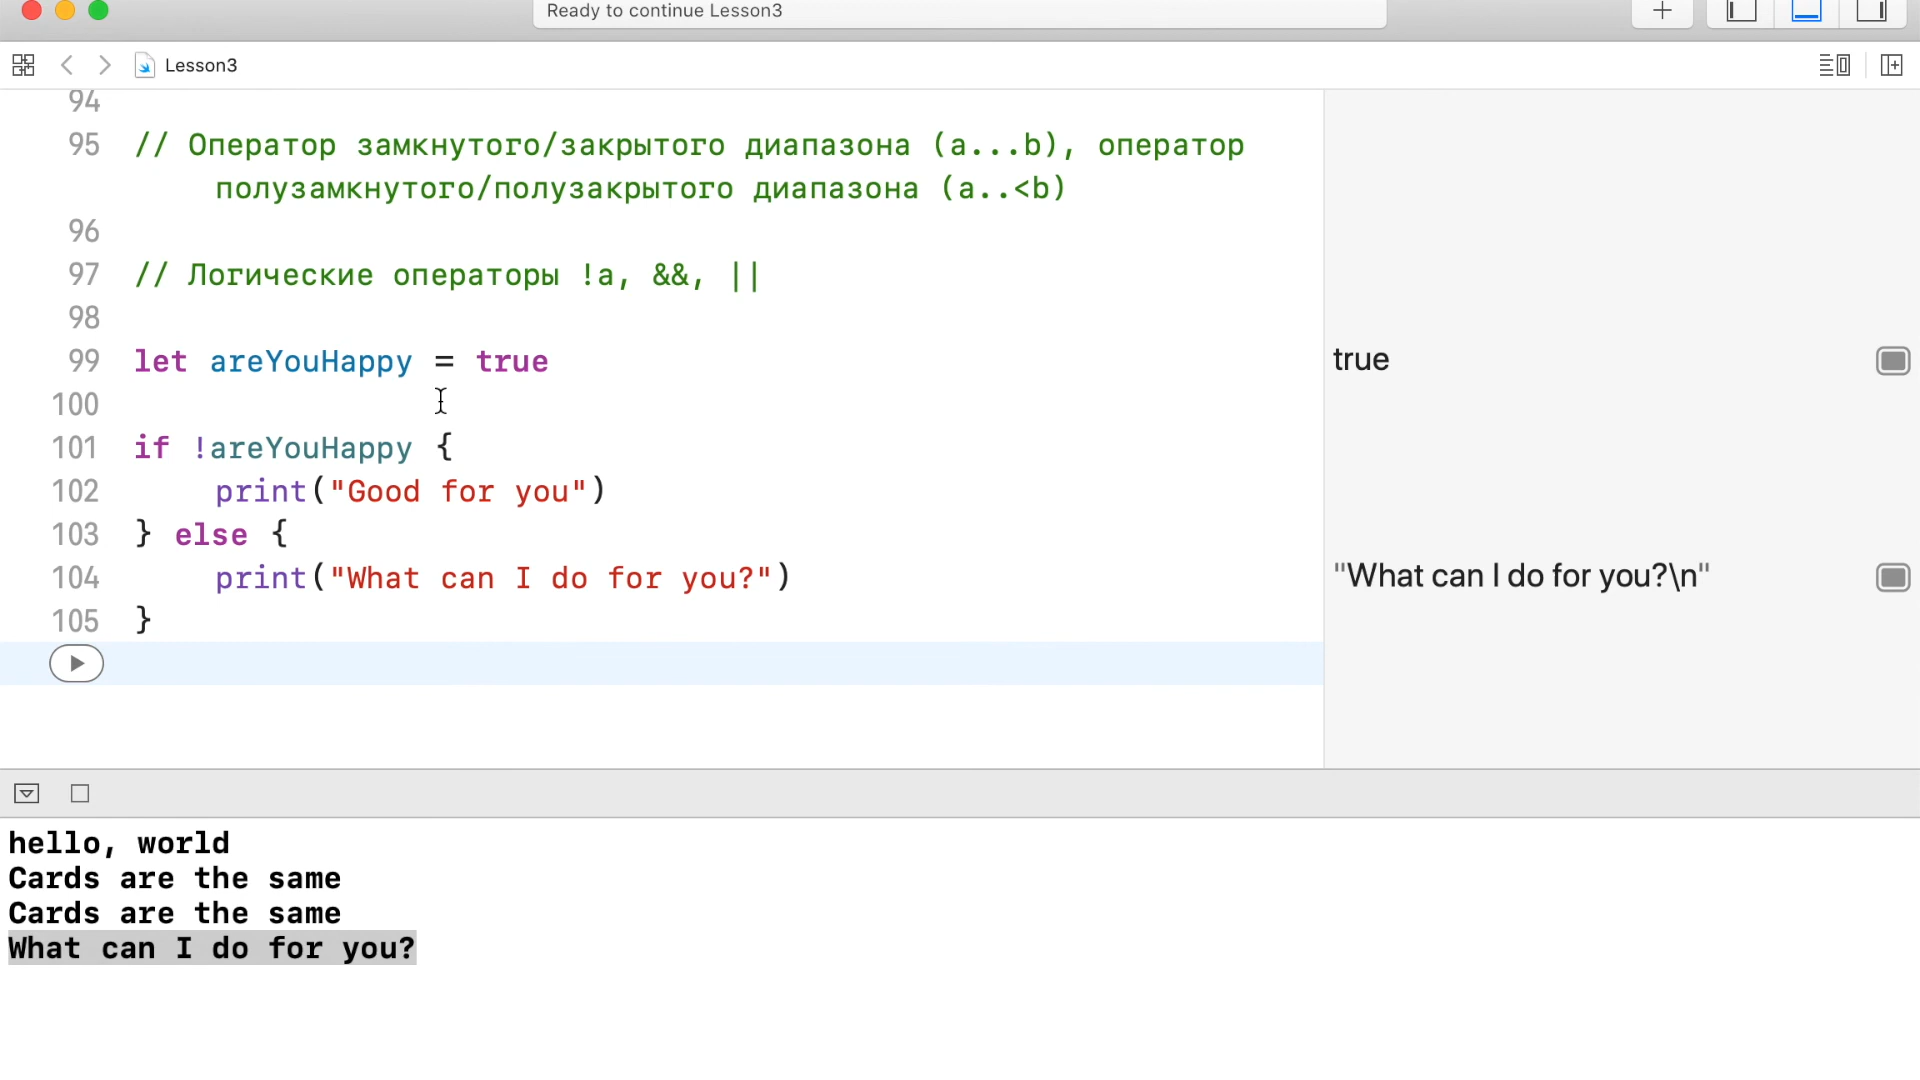 Ready to continue Lesson3
Lesson3
94
95 // Оператор замкнутого/закрытого диапазона (a...b), оператор
полузамкнутого/полузакрытого диапазона (a..<b)
96
97 // Логические операторы !a, &&, ||
98
99 let areYouHappy = true true
100
101 if !areYouHappy {
102 print("Good for you")
103 } else {
104 print("What can I do for you?") "What can I do for you?\n"
105 }
hello, world
Cards are the same
Cards are the same
What can I do for you?